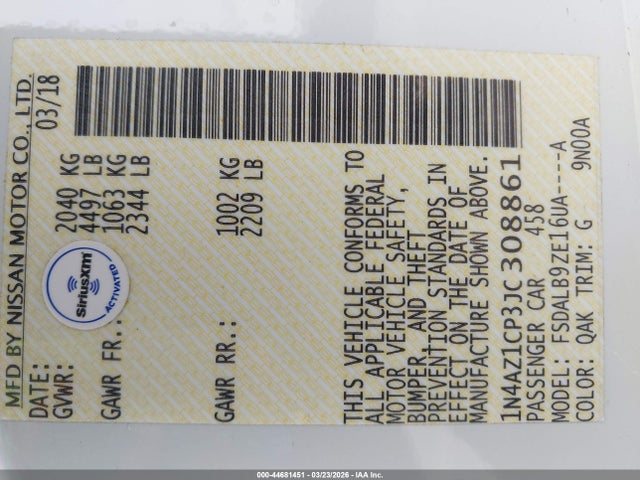 MFD BY NISSAN MOTOR CO., LTD.
DATE: 03/18
GVWR: 2040 KG
4497 LB
GAWR FR.: 1063 KG
2344 LB
GAWR RR.: 1002 KG
2209 LB
SiriusXM
ACTIVATED
THIS VEHICLE CONFORMS TO
ALL APPLICABLE FEDERAL
MOTOR VEHICLE SAFETY,
BUMPER, AND THEFT
PREVENTION STANDARDS IN
EFFECT ON THE DATE OF
MANUFACTURE SHOWN ABOVE.
1N4AZ1CP3JC308861
PASSENGER CAR 458
MODEL: FSDALB9ZE16UA----A
COLOR: QAK TRIM: G 9N00A
000-44681451 - 03/23/2026 - IAA Inc.